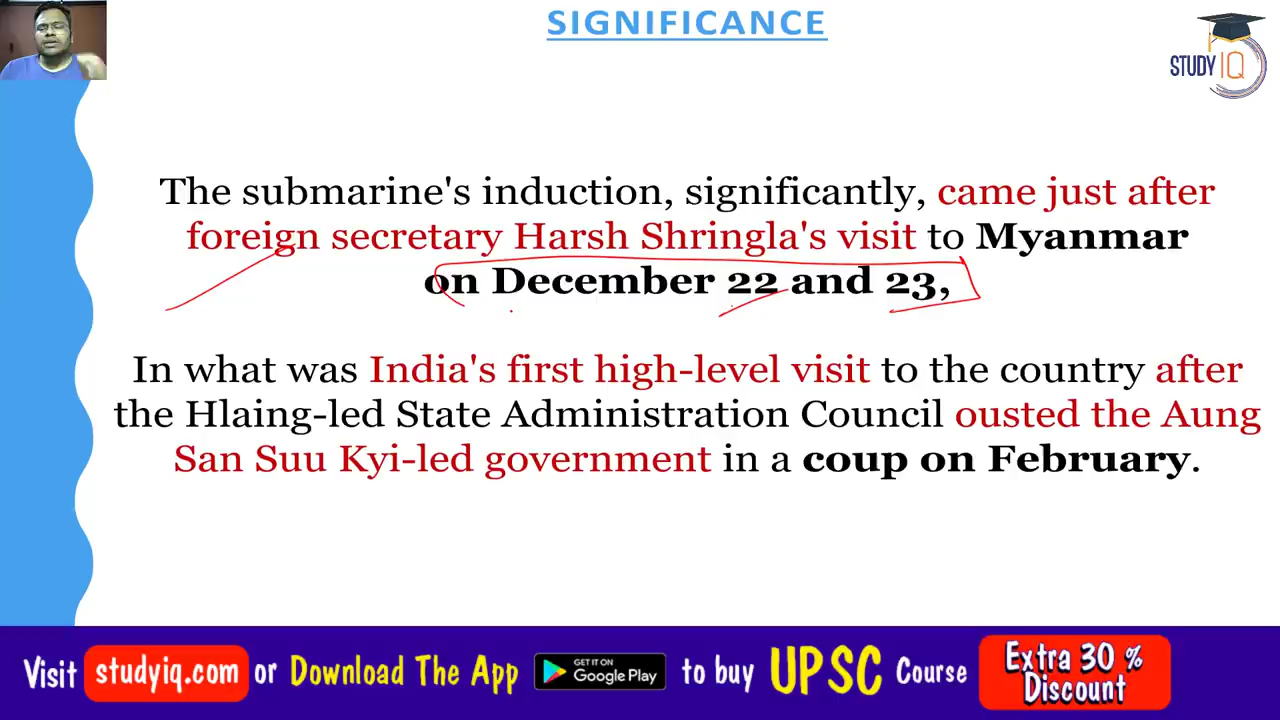 SIGNIFICANCE
STUDY IQ
The submarine's induction, significantly, came just after
foreign secretary Harsh Shringla's visit to Myanmar
on December 22 and 23,
In what was India's first high-level visit to the country after
the Hlaing-led State Administration Council ousted the Aung
San Suu Kyi-led government in a coup on February.
Visit studyiq.com or Download The App GET IT ON Google Play to buy UPSC Course Extra 30 % Discount